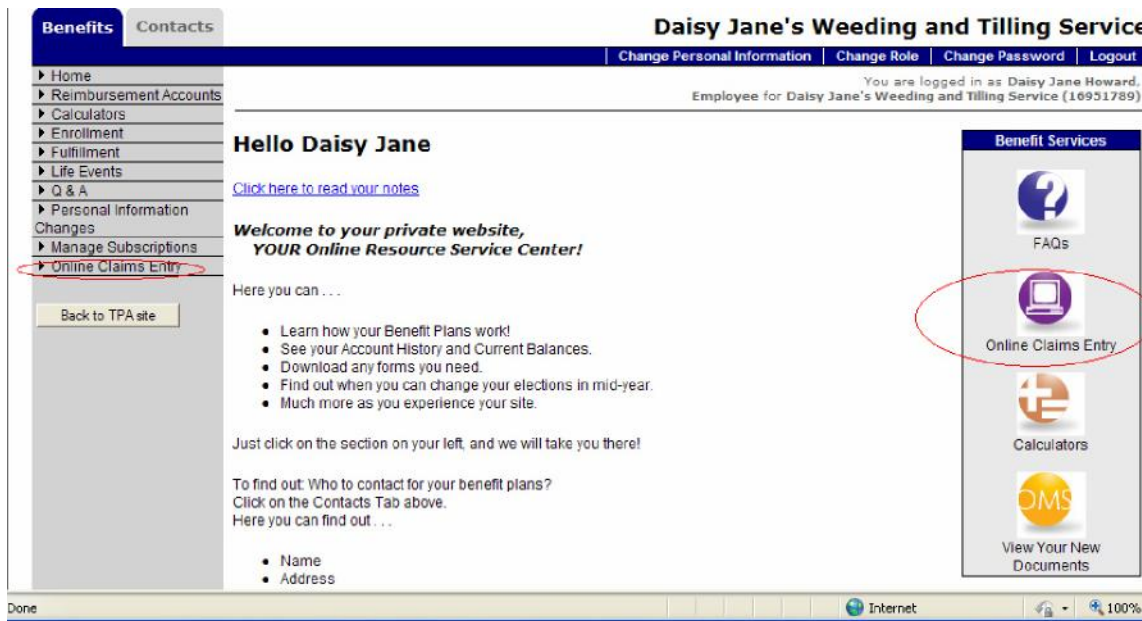 Benefits
Contacts
Daisy Jane's Weeding and Tilling Service
Change Personal Information | Change Role | Change Password | Logout
You are logged in as Daisy Jane Howard,
Employee for Daisy Jane's Weeding and Tilling Service (16951789)
Home
Reimbursement Accounts
Calculators
Enrollment
Fulfillment
Life Events
Q & A
Personal Information
Changes
Manage Subscriptions
Online Claims Entry
Back to TPA site
Hello Daisy Jane
Click here to read your notes
Welcome to your private website,
YOUR Online Resource Service Center!
Here you can . . .
• Learn how your Benefit Plans work!
• See your Account History and Current Balances.
• Download any forms you need.
• Find out when you can change your elections in mid-year.
• Much more as you experience your site.
Just click on the section on your left, and we will take you there!
To find out: Who to contact for your benefit plans?
Click on the Contacts Tab above.
Here you can find out . . .
• Name
• Address
Benefit Services
?
FAQs
Online Claims Entry
Calculators
OMS
View Your New
Documents
Done
Internet
100%